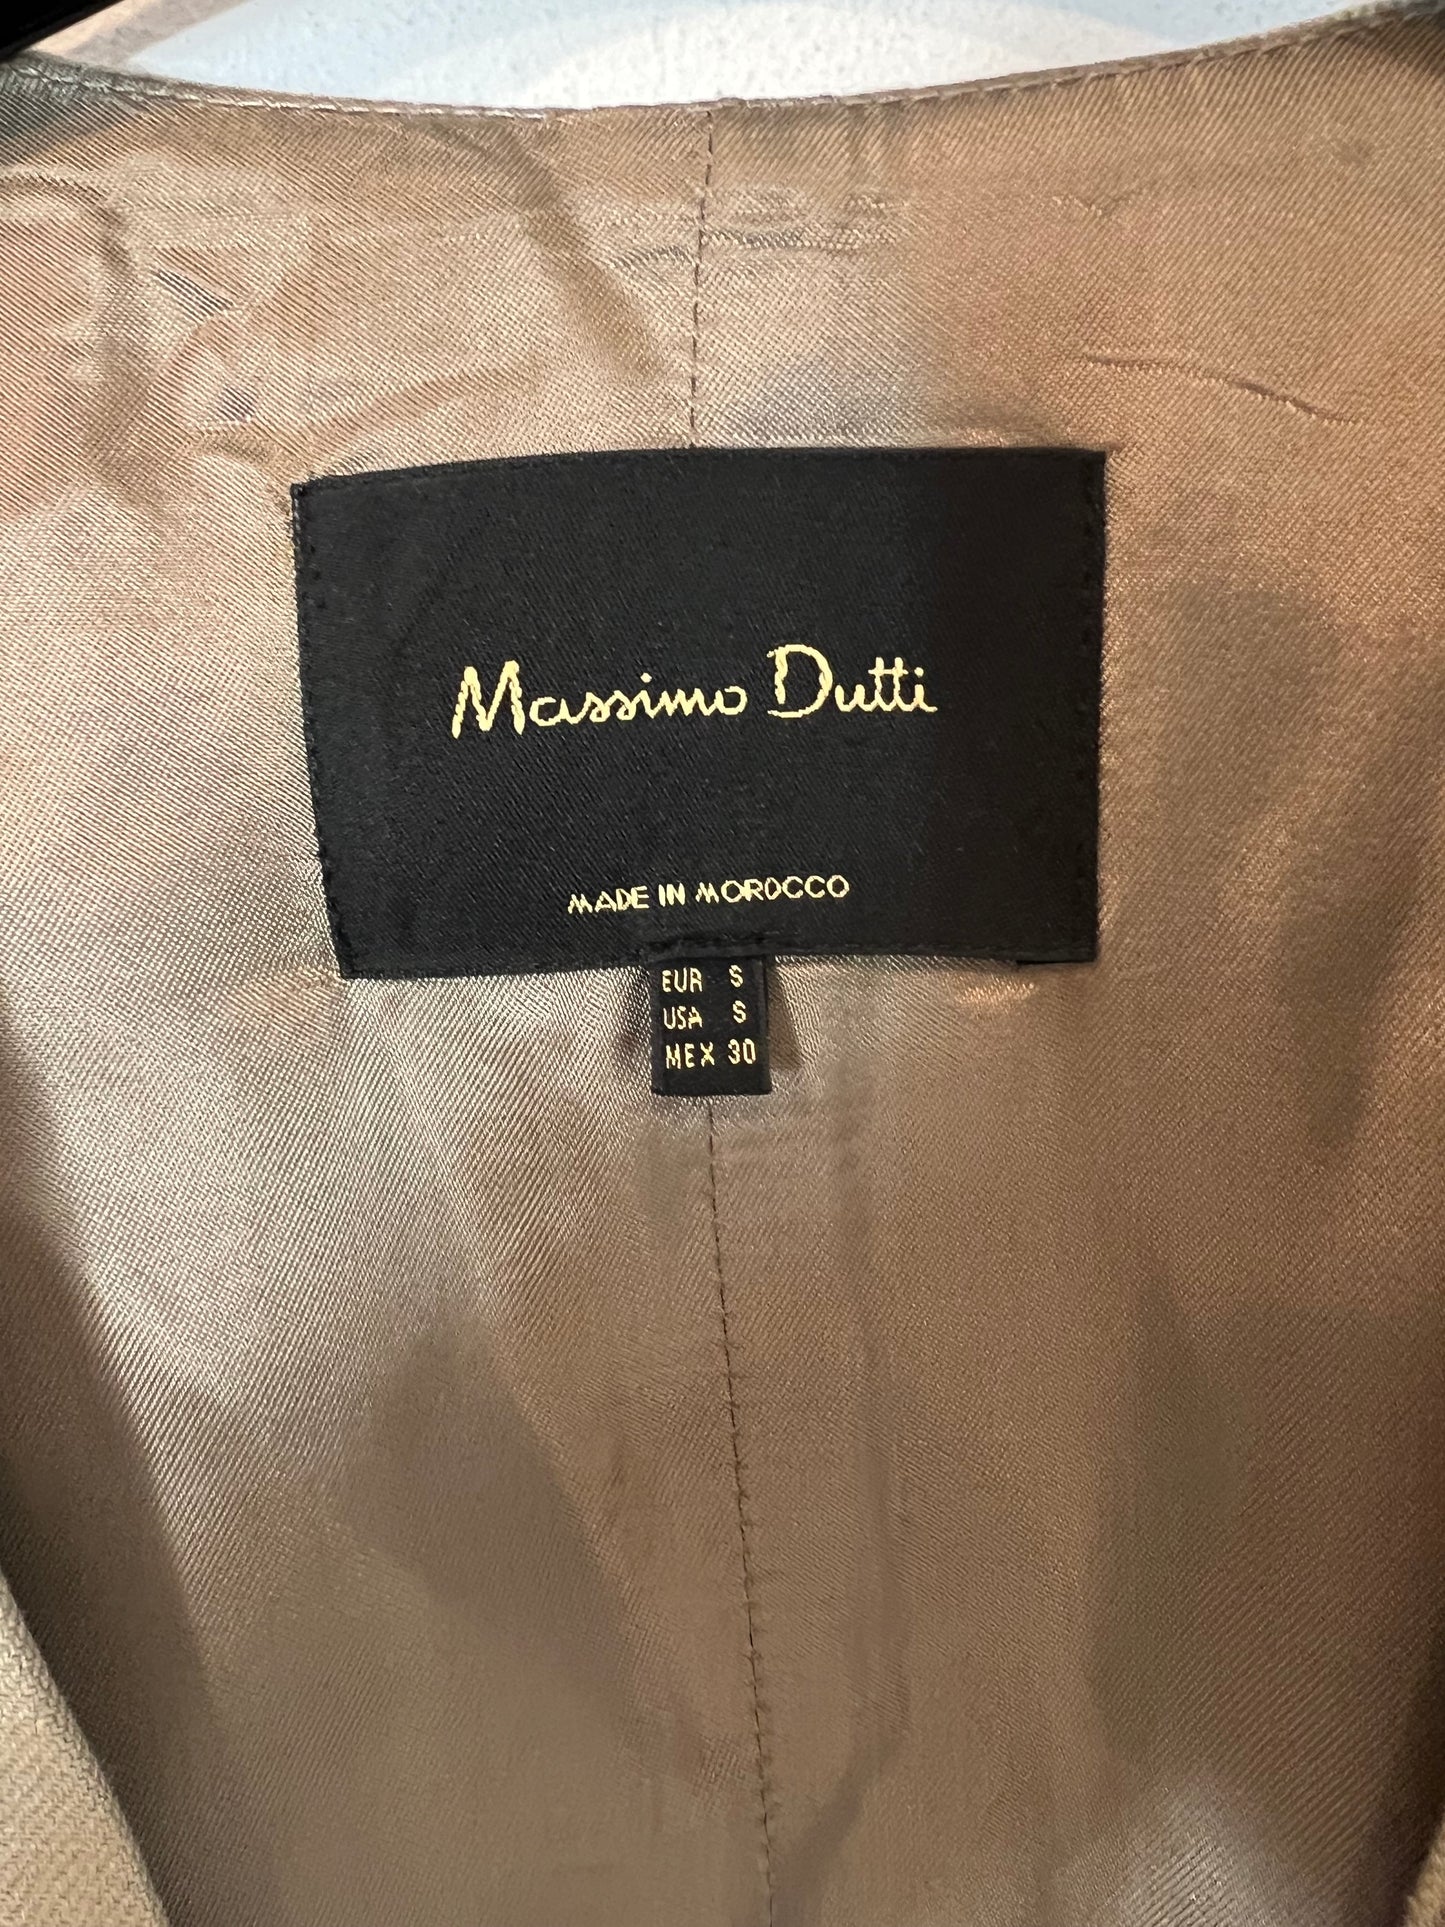 Massimo Dutti
MADE IN MOROCCO
EUR S
USA S
MEX 30